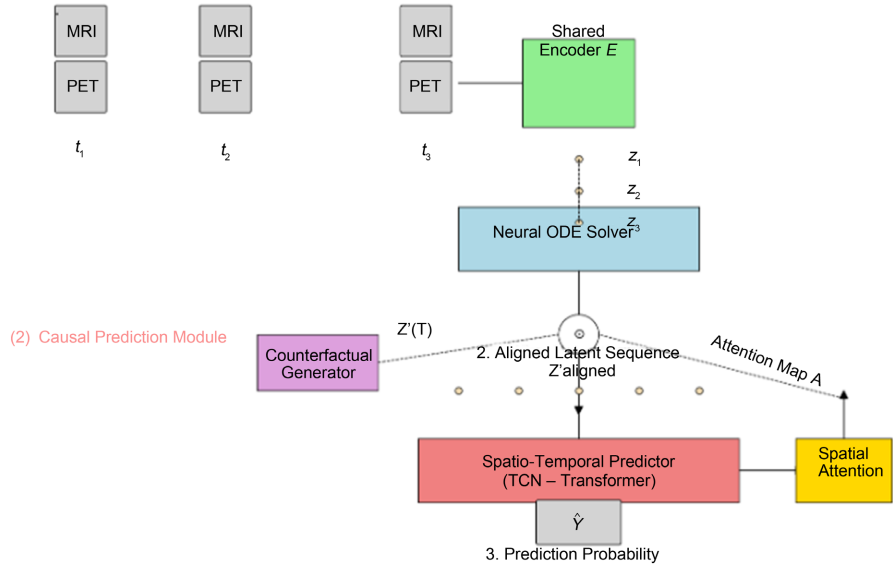 MRI
MRI
MRI
Shared
Encoder E
PET
PET
PET
t₁
t₂
t₃
z₁
z₂
z₃
Neural ODE Solver
(2) Causal Prediction Module
Z'(T)
Counterfactual
Generator
2. Aligned Latent Sequence
Z'aligned
Attention Map A
Spatio-Temporal Predictor
(TCN – Transformer)
Spatial
Attention
Ŷ
3. Prediction Probability